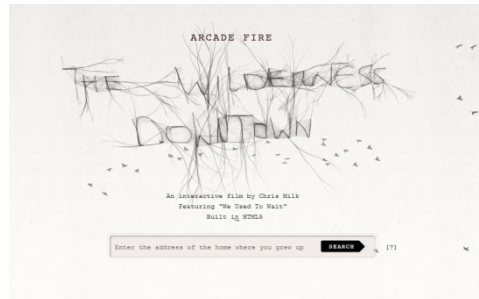 ARCADE FIRE
THE WILDERNESS
DOWNTOWN
An interactive film by Chris Milk
Featuring "We Used To Wait"
Built in HTML5
Enter the address of the home where you grew up
SEARCH
[?]